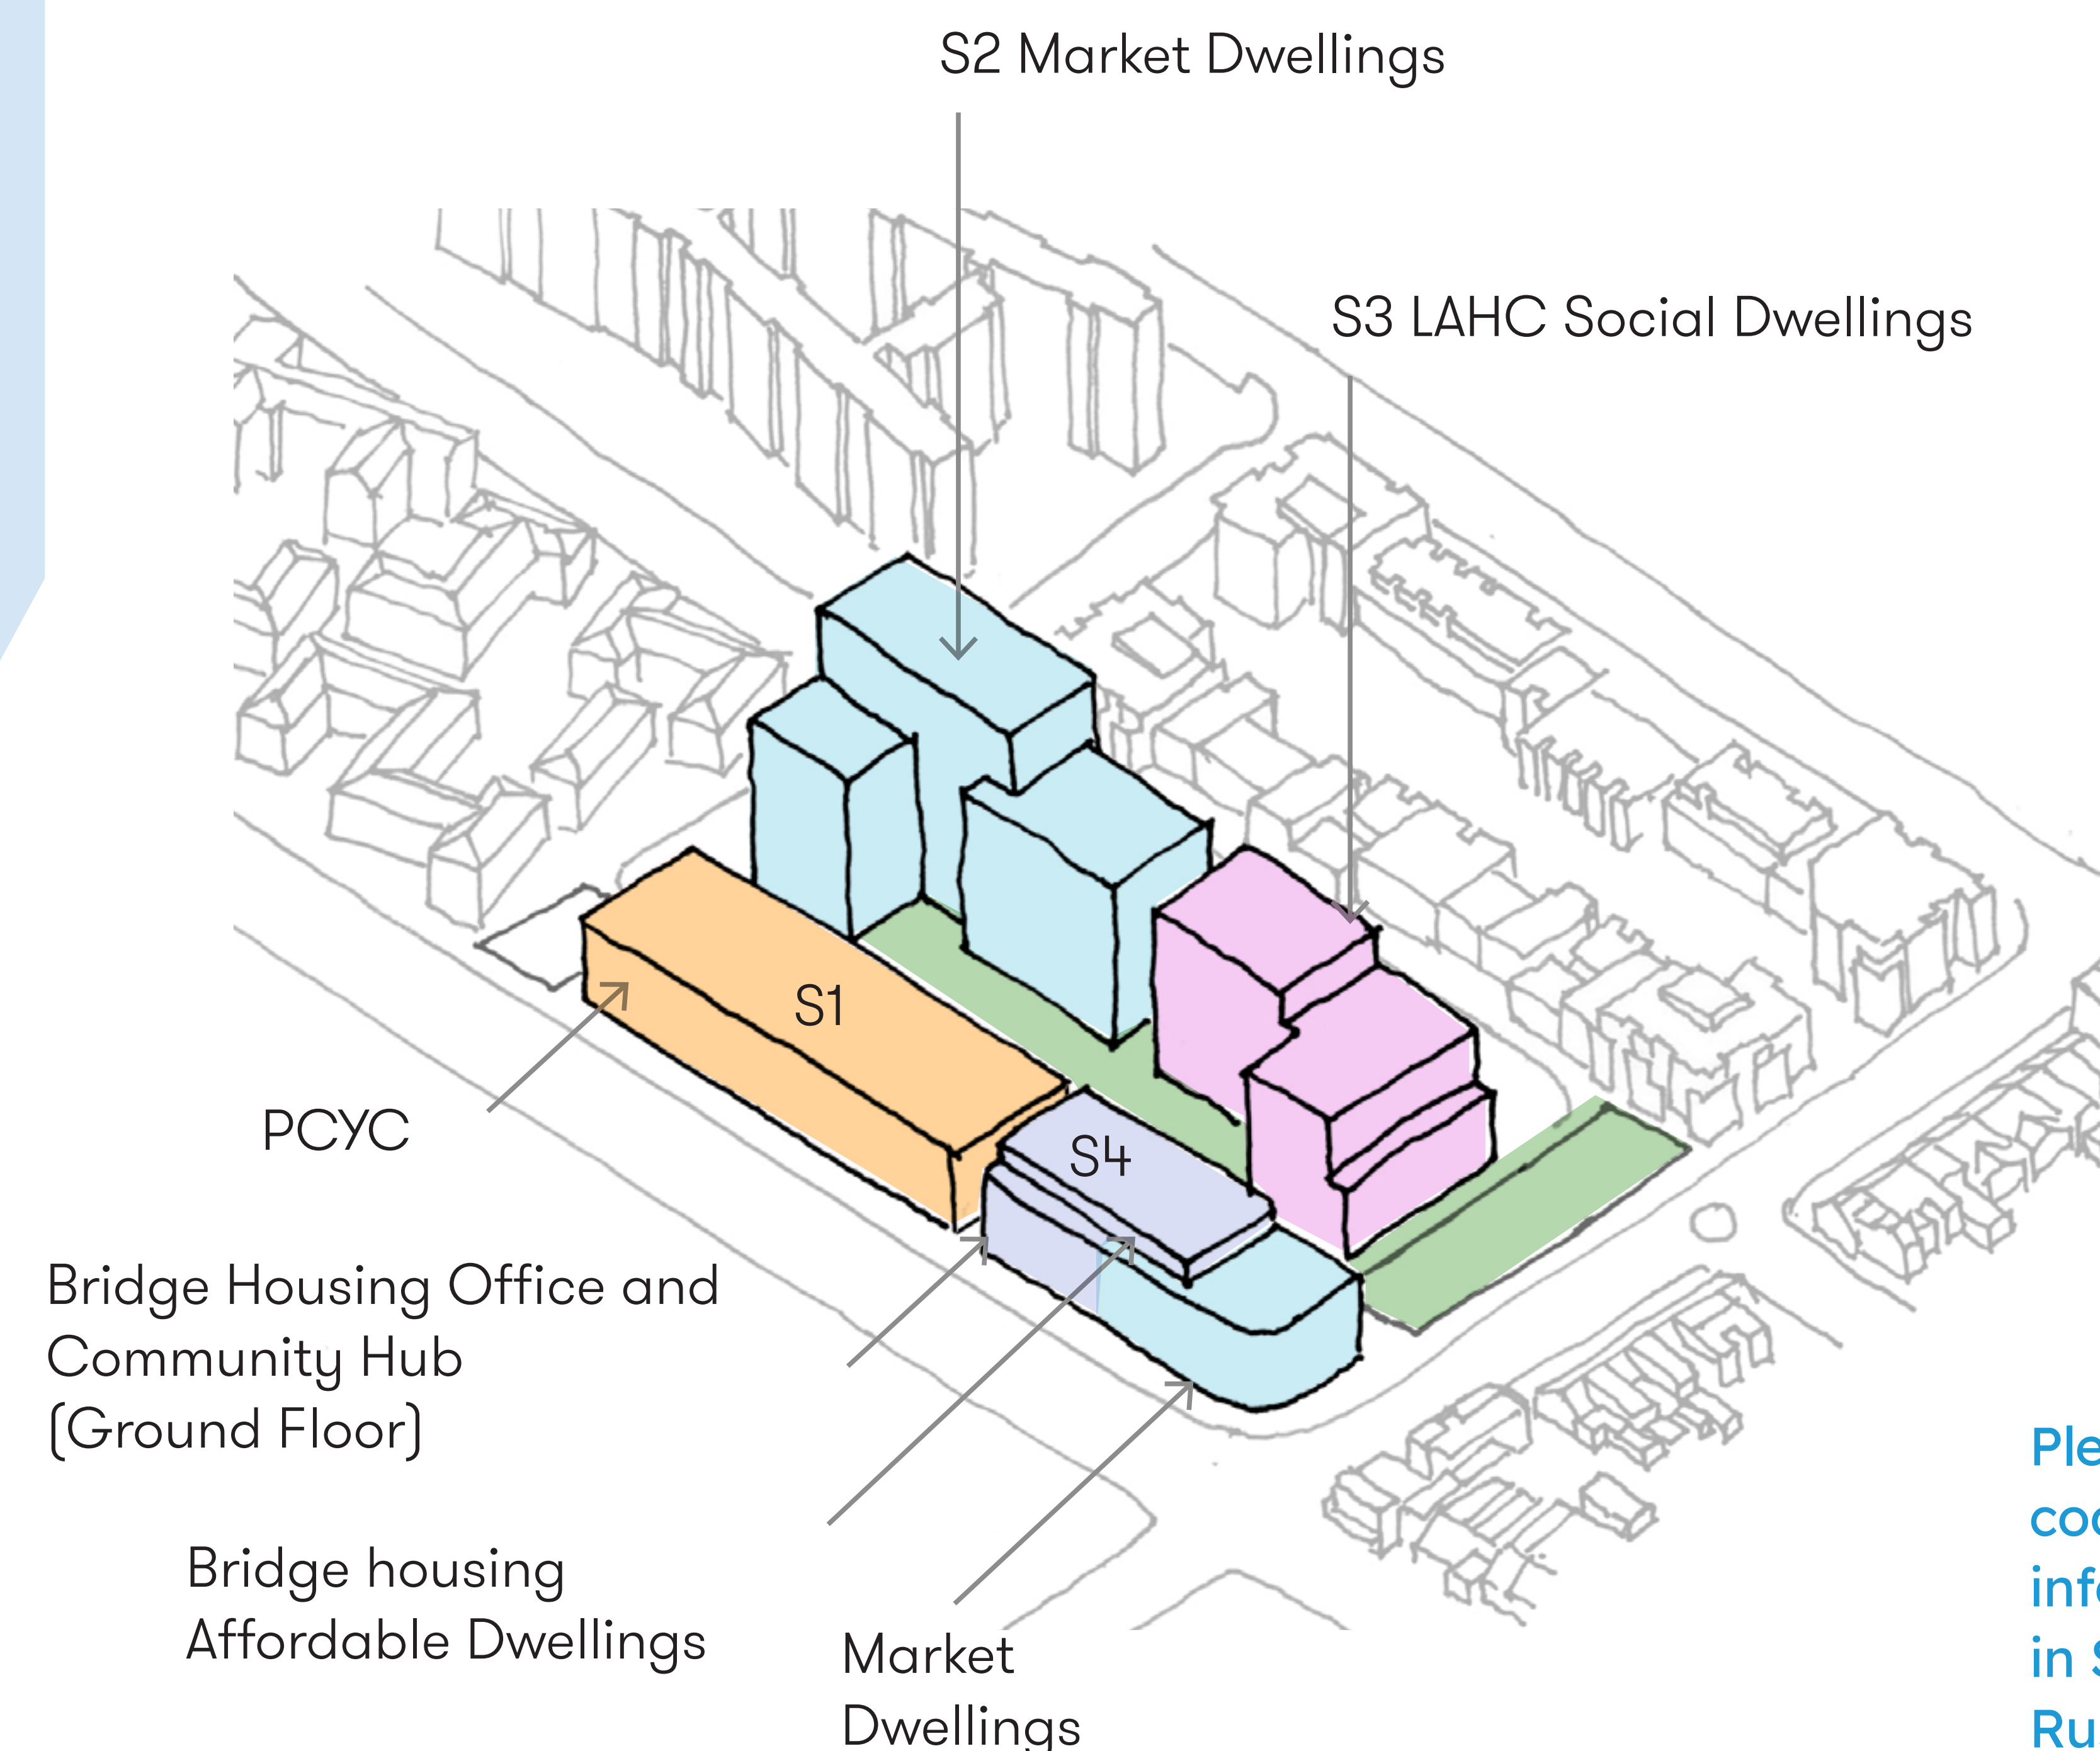 S2 Market Dwellings
S3 LAHC Social Dwellings
S1
PCYC
S4
Bridge Housing Office and
Community Hub
(Ground Floor)
Bridge housing
Affordable Dwellings
Market
Dwellings
in